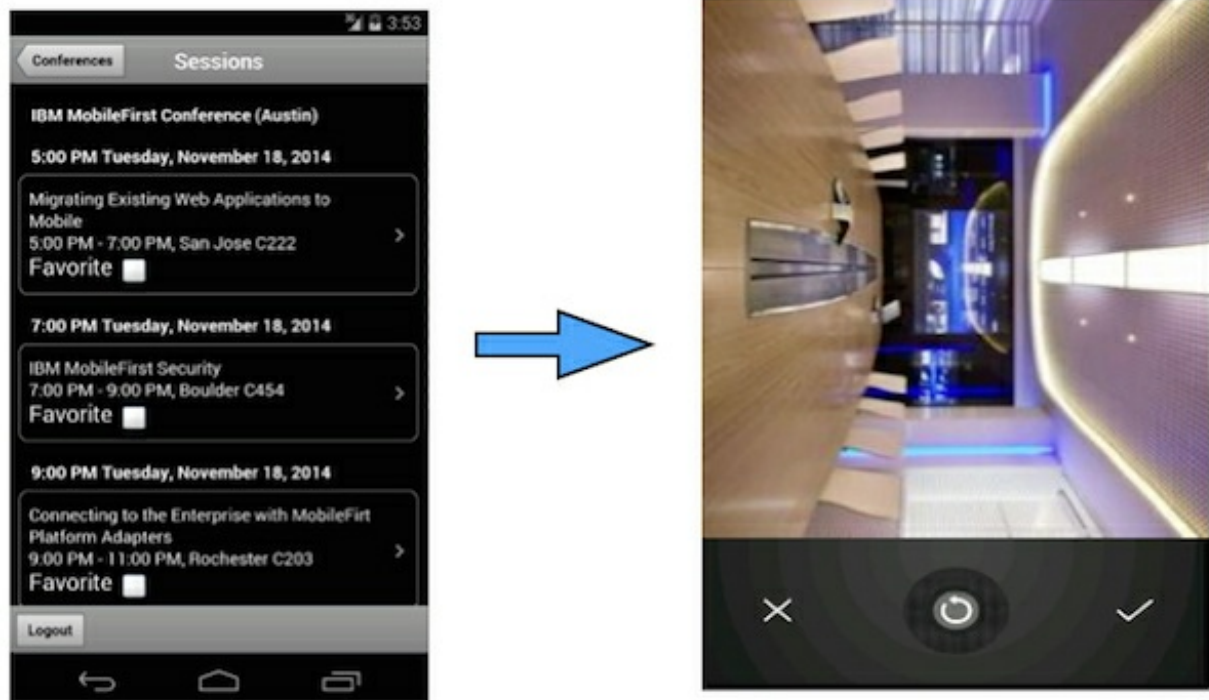 3:53
Conferences
Sessions
IBM MobileFirst Conference (Austin)
5:00 PM Tuesday, November 18, 2014
Migrating Existing Web Applications to
Mobile
5:00 PM - 7:00 PM, San Jose C222
Favorite
7:00 PM Tuesday, November 18, 2014
IBM MobileFirst Security
7:00 PM - 9:00 PM, Boulder C454
Favorite
9:00 PM Tuesday, November 18, 2014
Connecting to the Enterprise with MobileFirt
Platform Adapters
9:00 PM - 11:00 PM, Rochester C203
Favorite
Logout